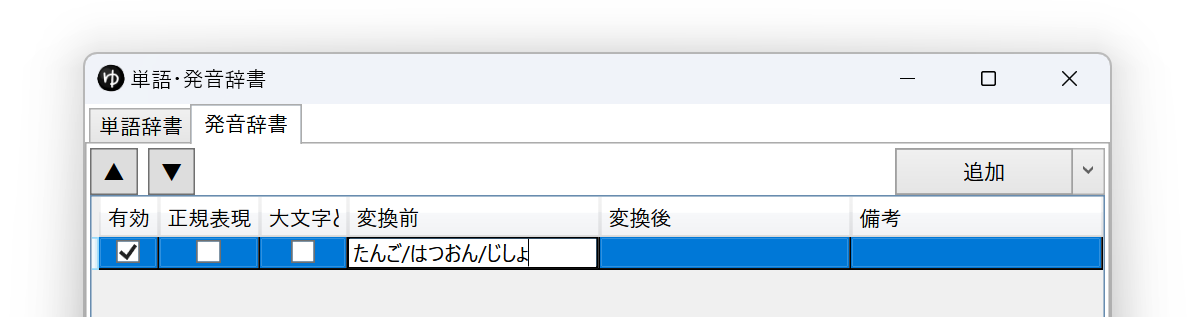 ゆ 単語・発音辞書
単語辞書 発音辞書
▲ ▼ 追加
有効 正規表現 大文字と 変換前 変換後 備考
たんご/はつおん/じしょ